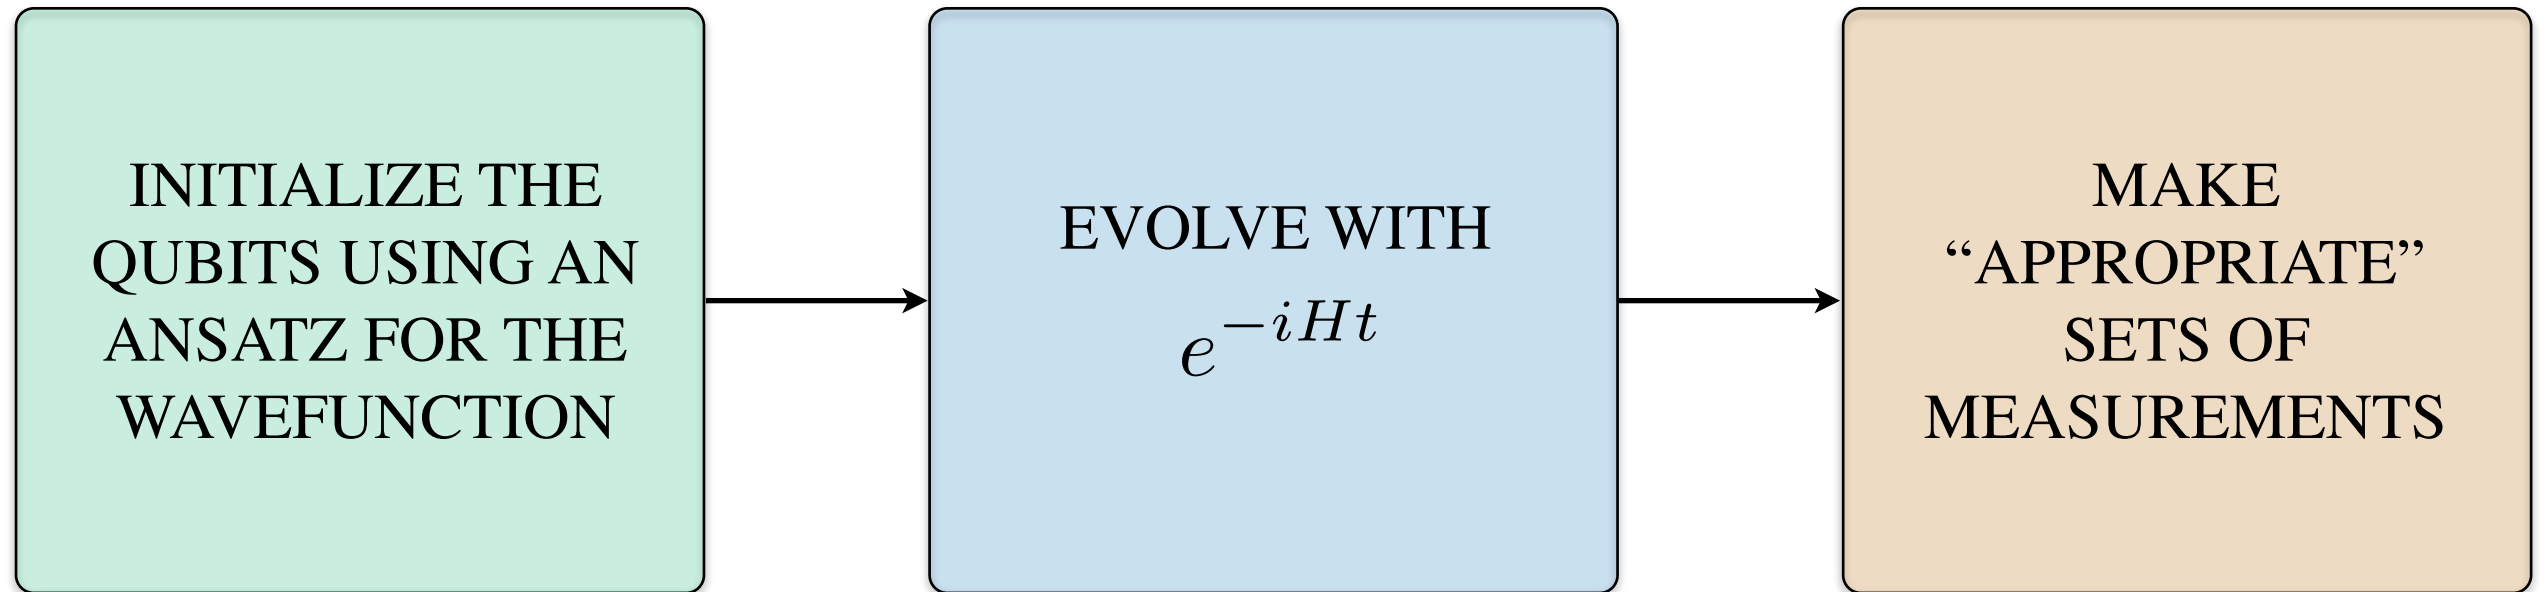 INITIALIZE THE
QUBITS USING AN
ANSATZ FOR THE
WAVEFUNCTION
EVOLVE WITH
e^{-iHt}
MAKE
“APPROPRIATE”
SETS OF
MEASUREMENTS